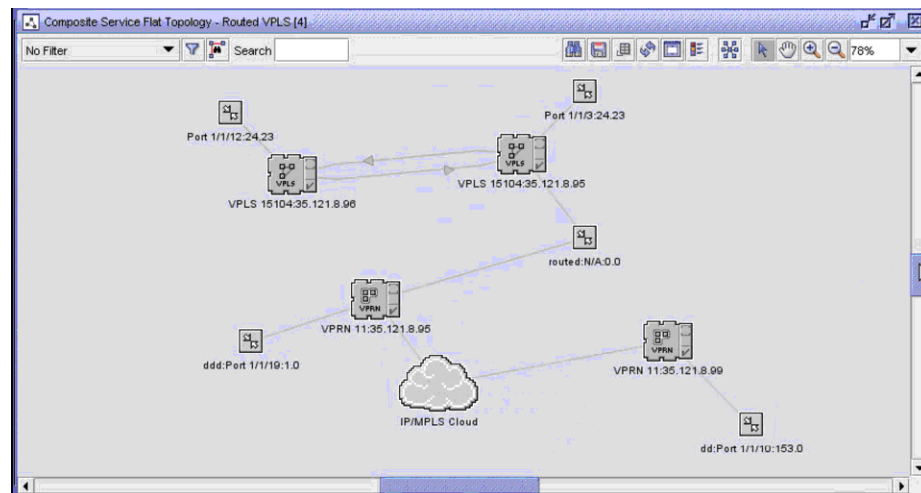 Composite Service Flat Topology - Routed VPLS [4]
No Filter
Search
78%
Port 1/1/12:24.23
Port 1/1/3:24.23
VPLS
VPLS
VPLS 15104:35.121.8.96
VPLS 15104:35.121.8.95
routed:N/A:0.0
VPRN
VPRN 11:35.121.8.95
VPRN
ddd:Port 1/1/19:1.0
VPRN 11:35.121.8.99
IP/MPLS Cloud
dd:Port 1/1/10:153.0